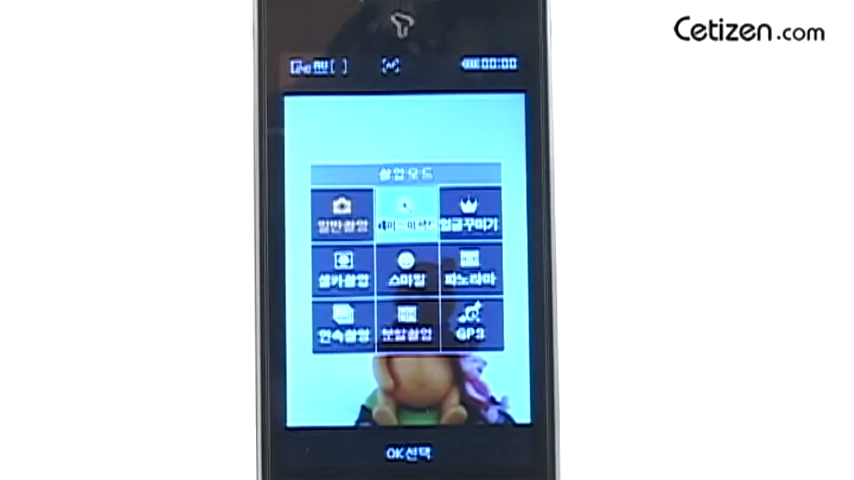 Cetizen.com
00:00
촬영모드
일반촬영
얼굴꾸미기
셀카촬영
스마일
파노라마
연속촬영
분할촬영
GPS
OK선택